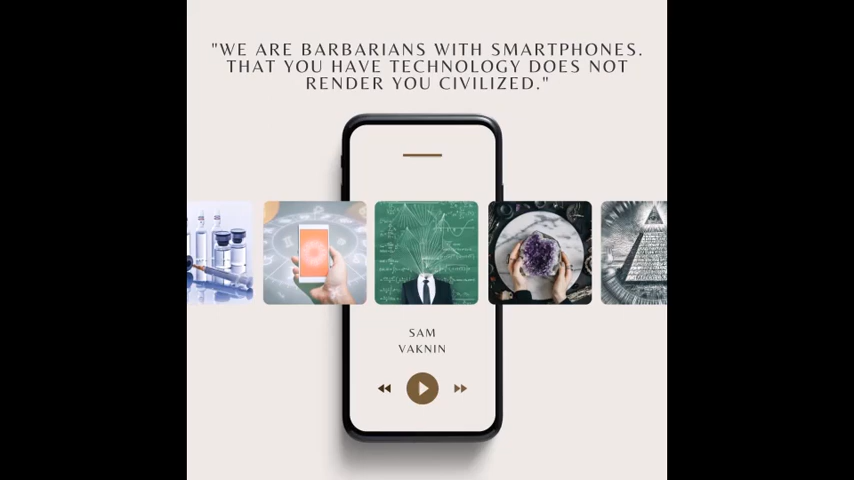 "WE ARE BARBARIANS WITH SMARTPHONES.
THAT YOU HAVE TECHNOLOGY DOES NOT
RENDER YOU CIVILIZED."
SAM
VAKNIN